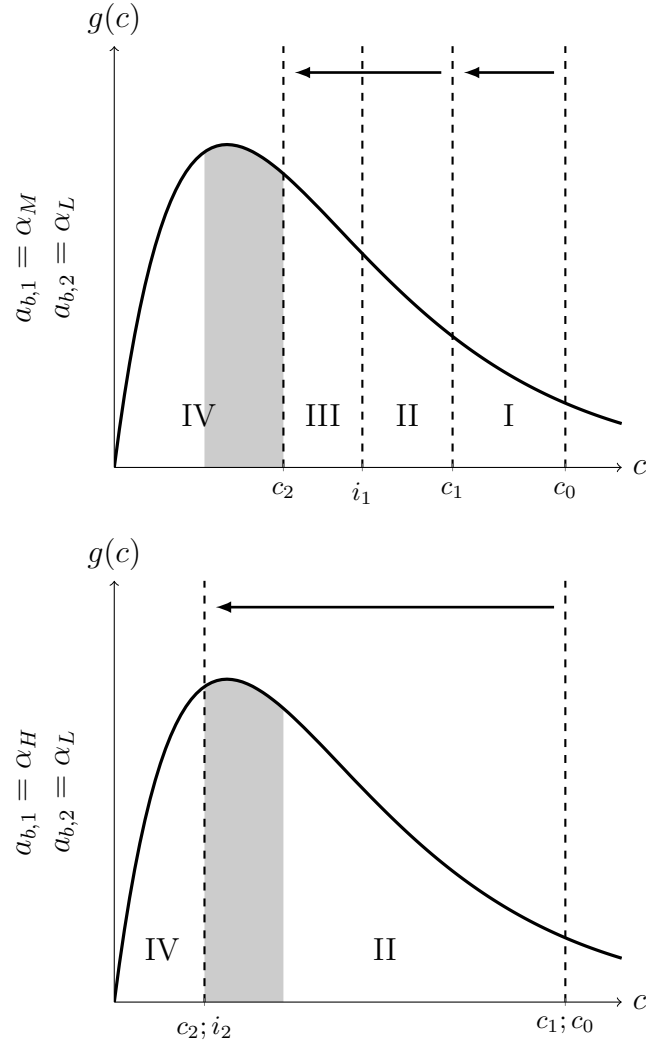 g(c)
a_{b,1} = α_M
a_{b,2} = α_L
IV III II I
c_2 i_1 c_1 c_0 c
g(c)
a_{b,1} = α_H
a_{b,2} = α_L
IV II
c_2; i_2 c_1; c_0 c